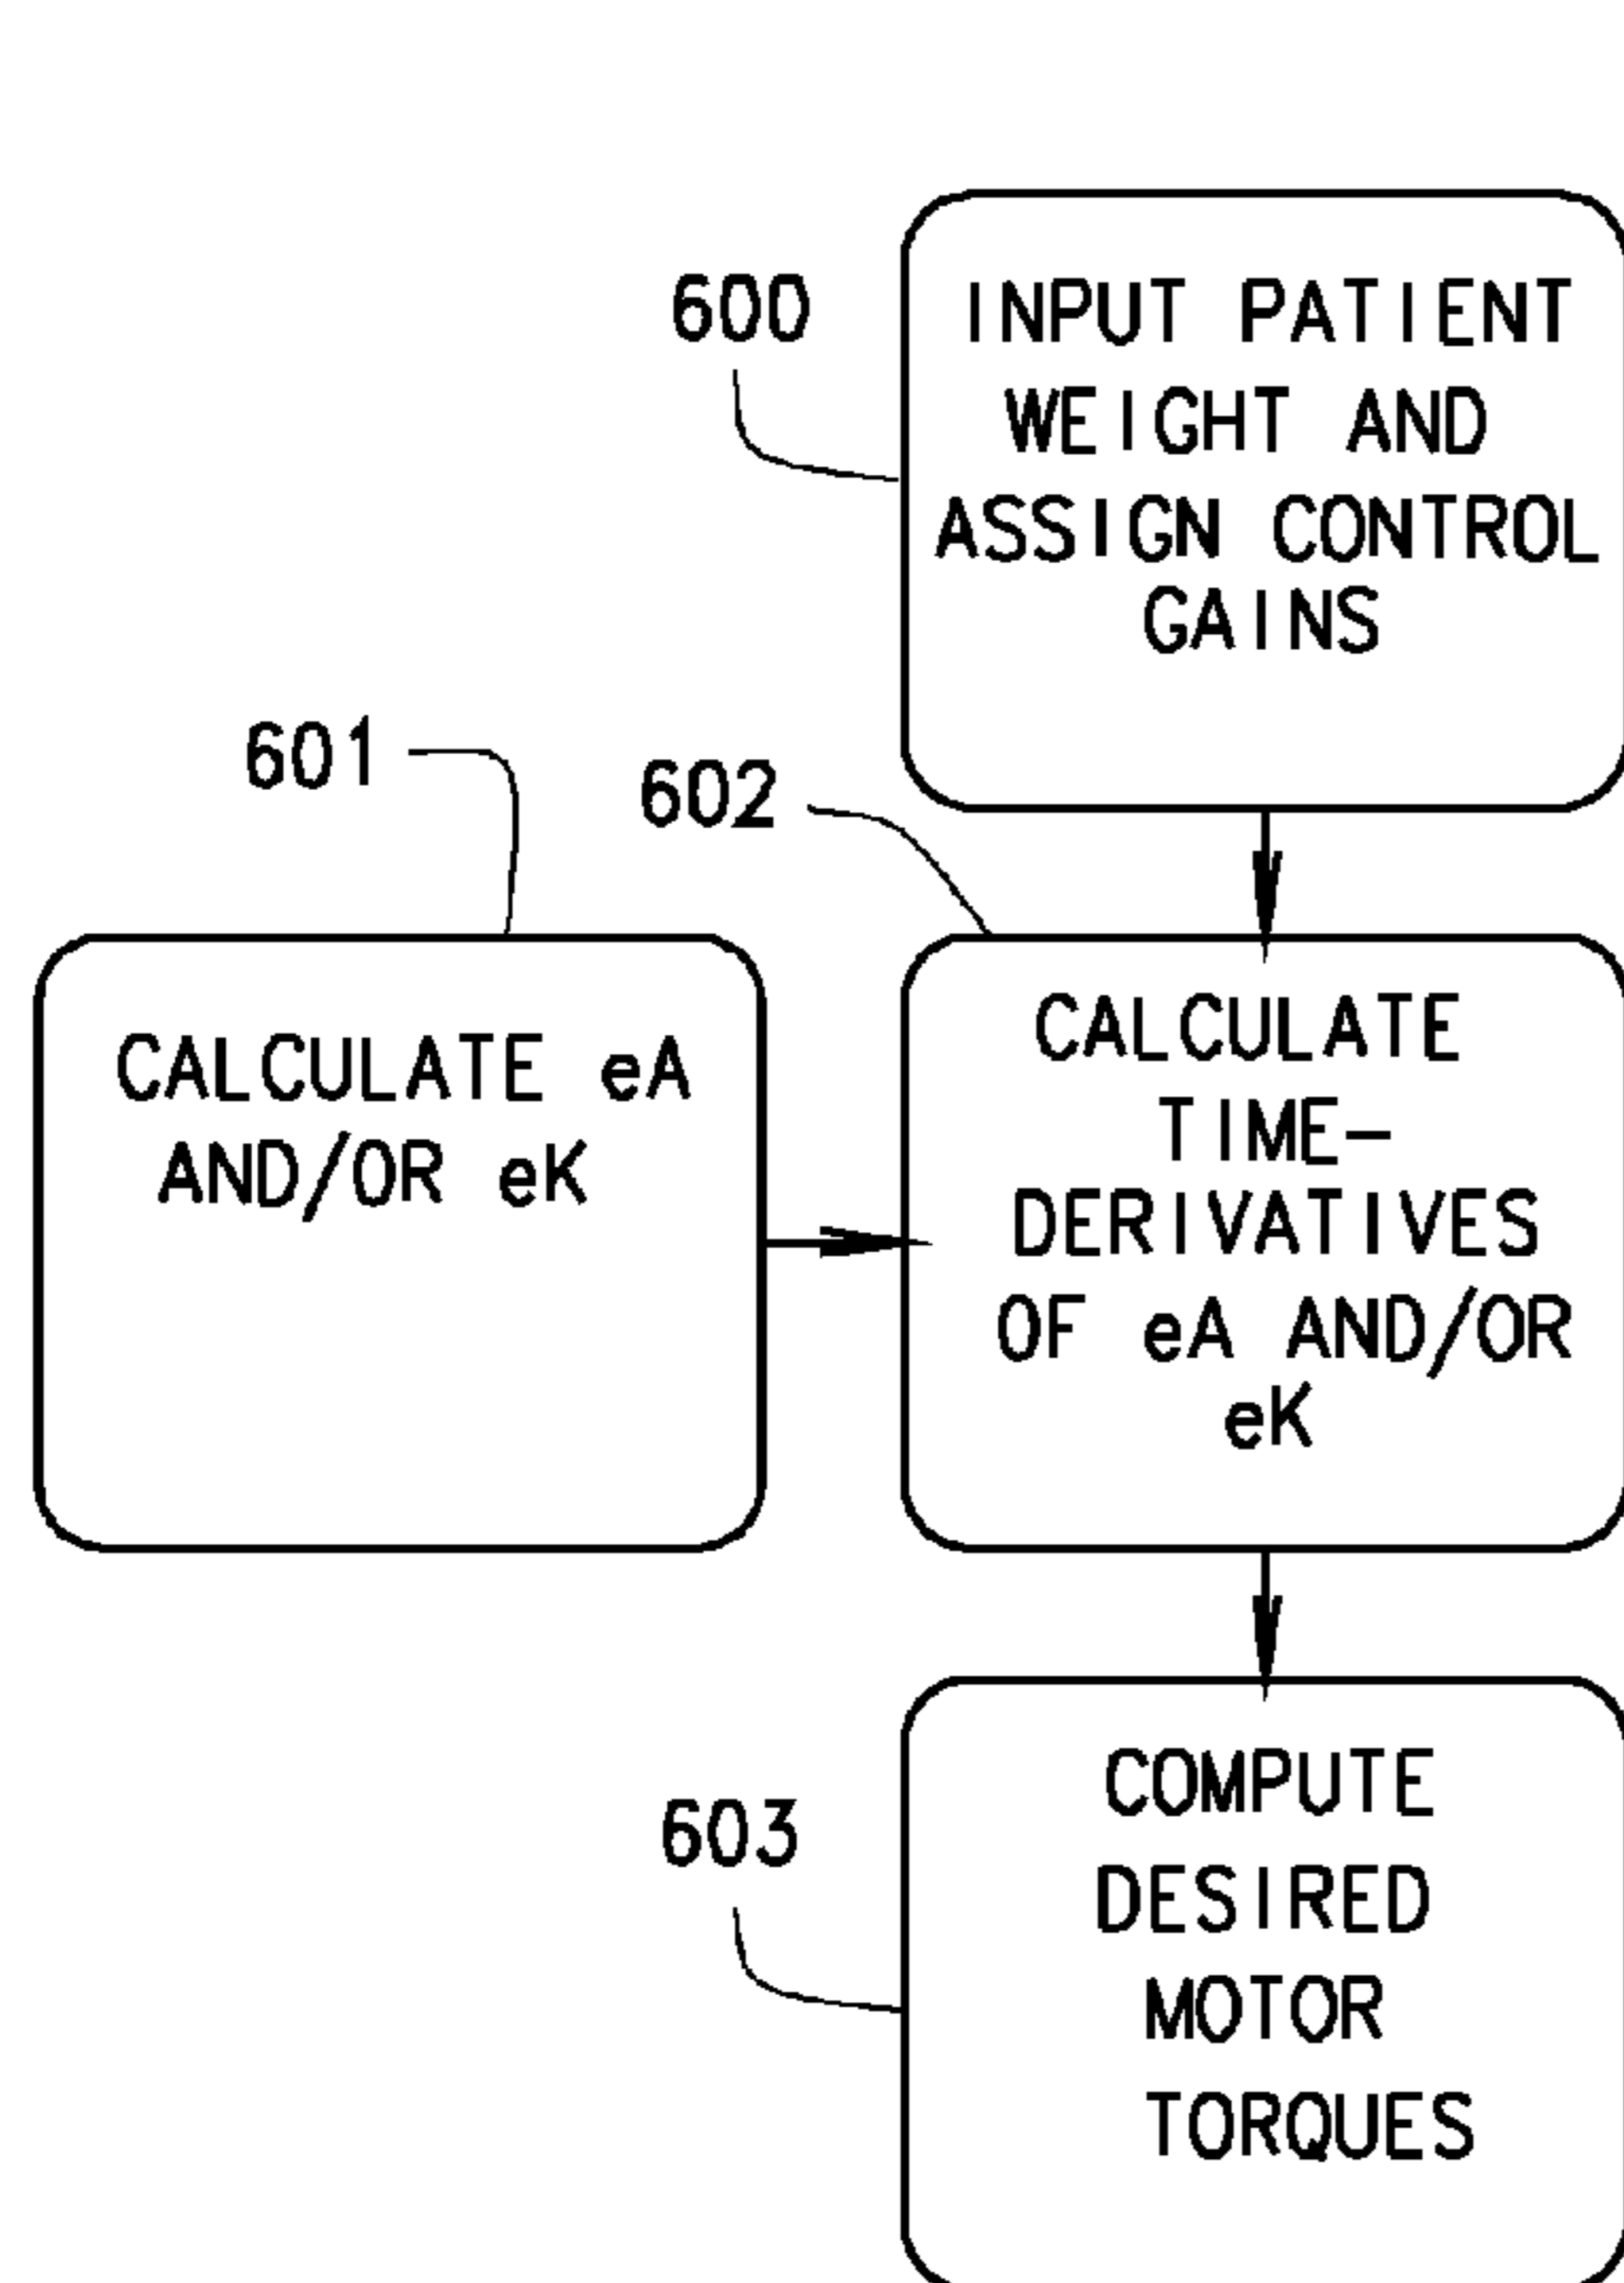 600
INPUT PATIENT
WEIGHT AND
ASSIGN CONTROL
GAINS
601
602
CALCULATE eA
AND/OR eK
CALCULATE
TIME-
DERIVATIVES
OF eA AND/OR
eK
603
COMPUTE
DESIRED
MOTOR
TORQUES